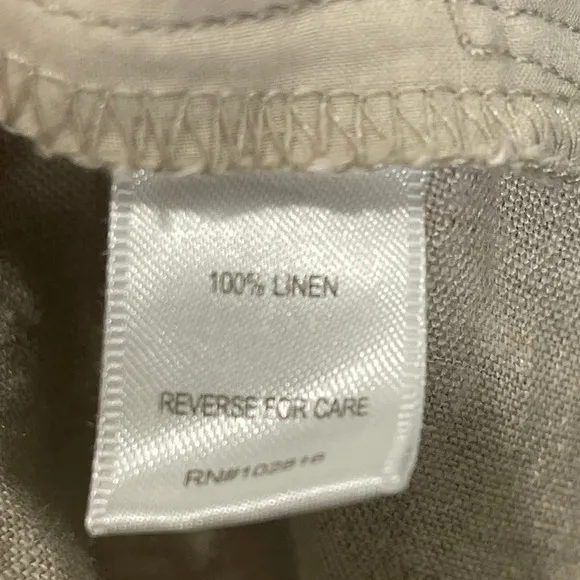 100% LINEN
REVERSE FOR CARE
RN#102816